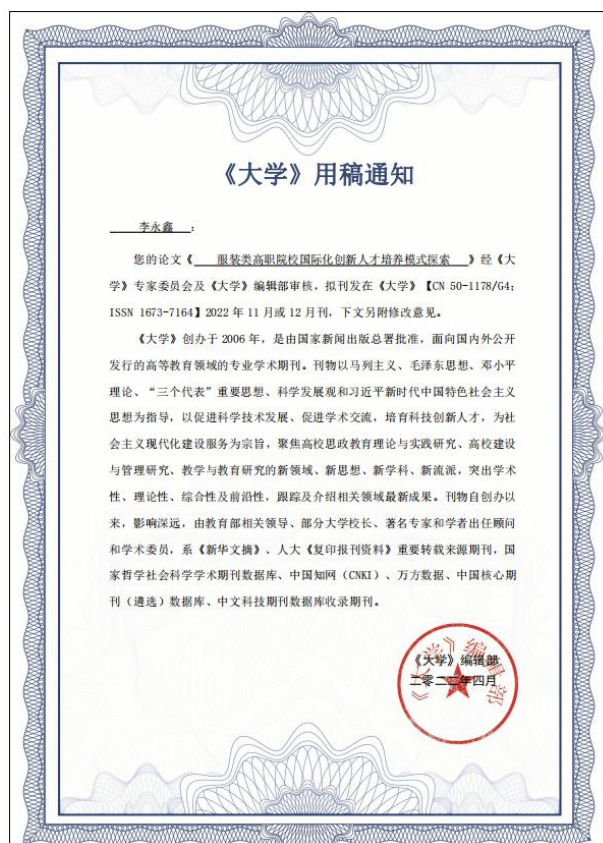 《大学》用稿通知
李永鑫 ：
您的论文《 服装类高职院校国际化创新人才培养模式探索 》经《大
学》专家委员会及《大学》编辑部审核，拟刊发在《大学》【CN 50-1178/G4；
ISSN 1673-7164】2022 年 11 月或 12 月刊，下文另附修改意见。
《大学》创办于 2006 年，是由国家新闻出版总署批准，面向国内外公开
发行的高等教育领域的专业学术期刊。刊物以马列主义、毛泽东思想、邓小平
理论、“三个代表”重要思想、科学发展观和习近平新时代中国特色社会主义
思想为指导，以促进科学技术发展、促进学术交流，培育科技创新人才，为社
会主义现代化建设服务为宗旨，聚焦高校思政教育理论与实践研究、高校建设
与管理研究、教学与教育研究的新领域、新思想、新学科、新流派，突出学术
性、理论性、综合性及前沿性，跟踪及介绍相关领域最新成果。刊物自创办以
来，影响深远，由教育部相关领导、部分大学校长、著名专家和学者出任顾问
和学术委员，系《新华文摘》、人大《复印报刊资料》重要转载来源期刊，国
家哲学社会科学学术期刊数据库、中国知网（CNKI）、万方数据、中国核心期
刊（遴选）数据库、中文科技期刊数据库收录期刊。
《大学》编辑部
《大学》编辑部
二零二二年四月